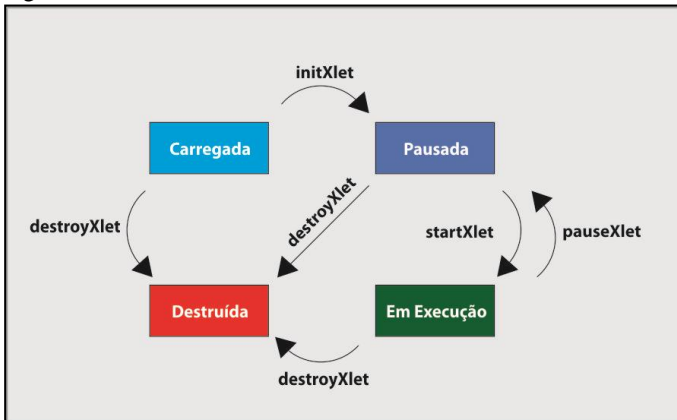 initXlet
Carregada
Pausada
destroyXlet
destroyXlet
startXlet
pauseXlet
Destruída
Em Execução
destroyXlet